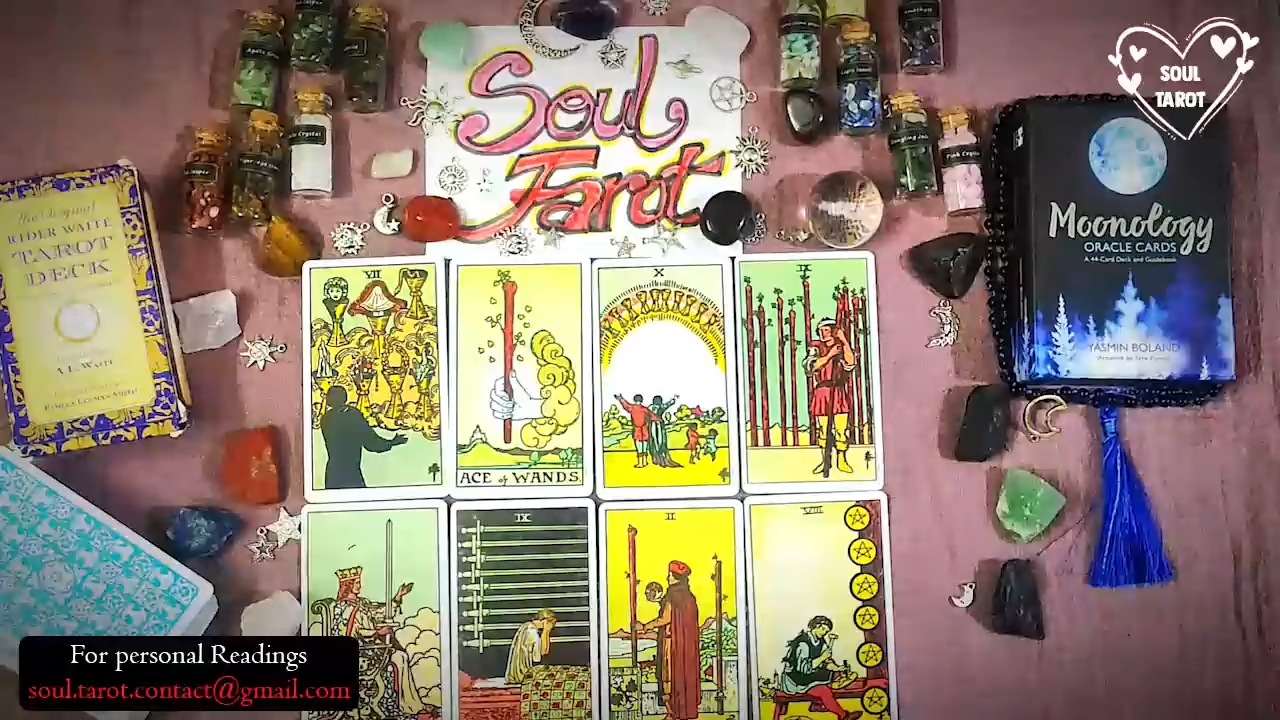 SOUL
TAROT
Soul
Tarot
The Original
RIDER WAITE
TAROT
DECK
A.E. WAITE
Moonology
ORACLE CARDS
A 44-Card Deck and Guidebook
YASMIN BOLAND
VII
ACE of WANDS.
X
IX
IX
II
VIII
For personal Readings
soul.tarot.contact@gmail.com